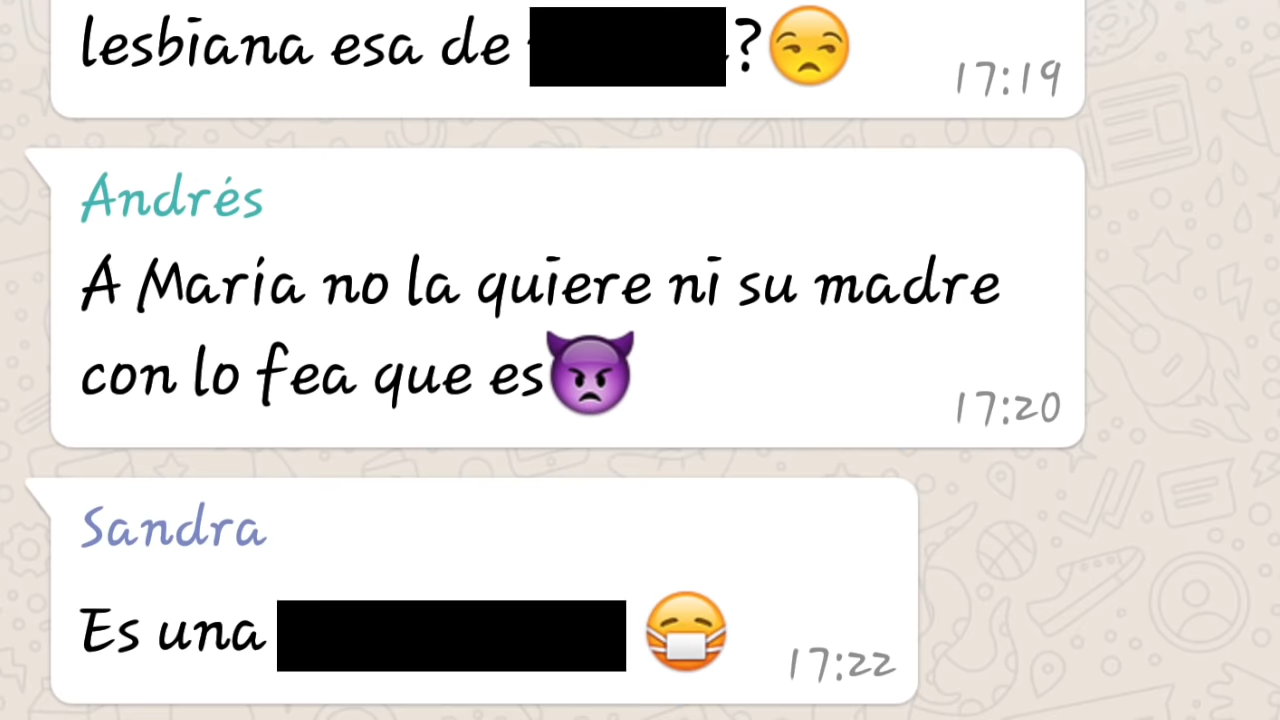 lesbiana esa de ?
17:19
Andrés
A María no la quiere ni su madre
con lo fea que es
17:20
Sandra
Es una
17:22